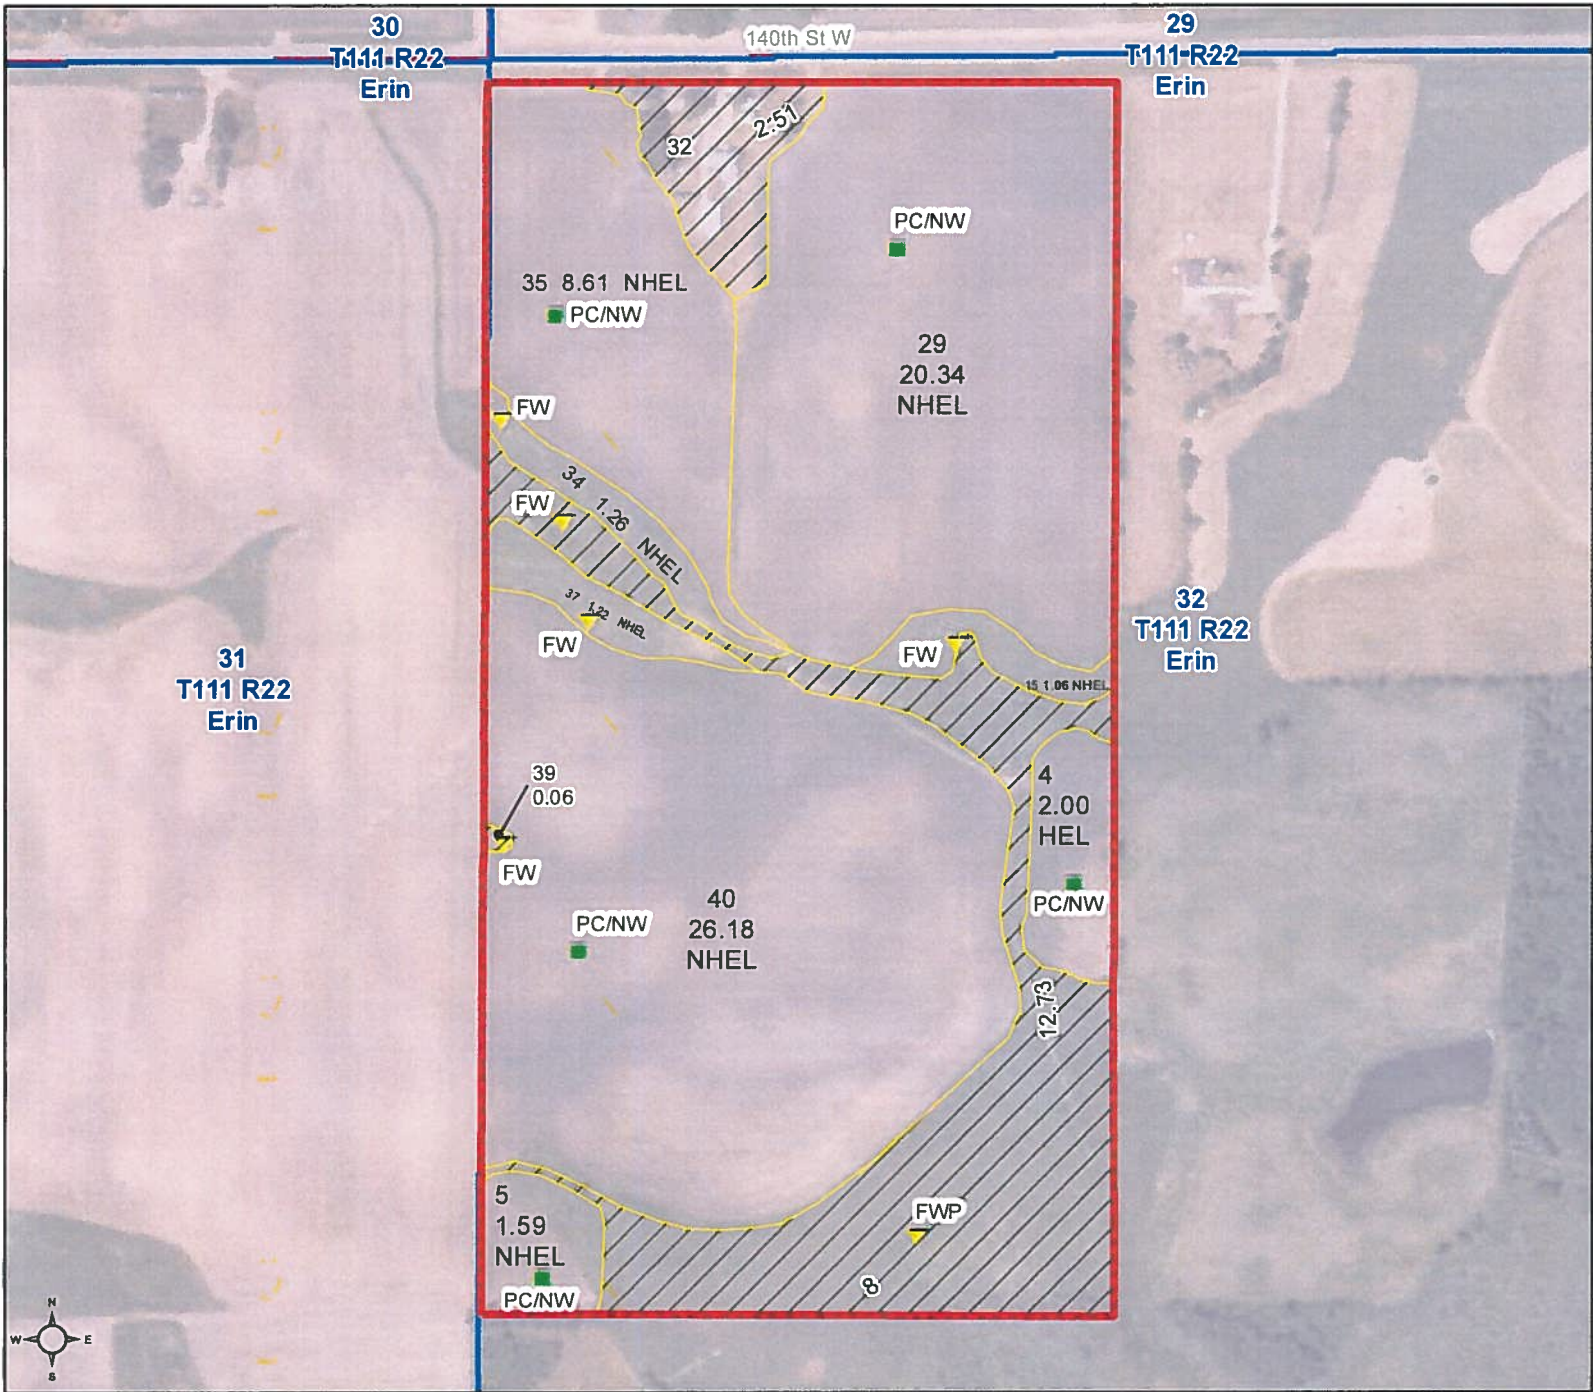 30
T111 R22
Erin
140th St W
29
T111 R22
Erin
32
2.51
PC/NW
35 8.61 NHEL
PC/NW
29
20.34
NHEL
FW
34 1.26 NHEL
FW
37 1.22 NHEL
FW
FW
15 1.06 NHEL
32
T111 R22
Erin
31
T111 R22
Erin
39
0.06
FW
4
2.00
HEL
PC/NW
40
26.18
NHEL
PC/NW
12.73
5
1.59
NHEL
PC/NW
FWP
8
N
W E
S